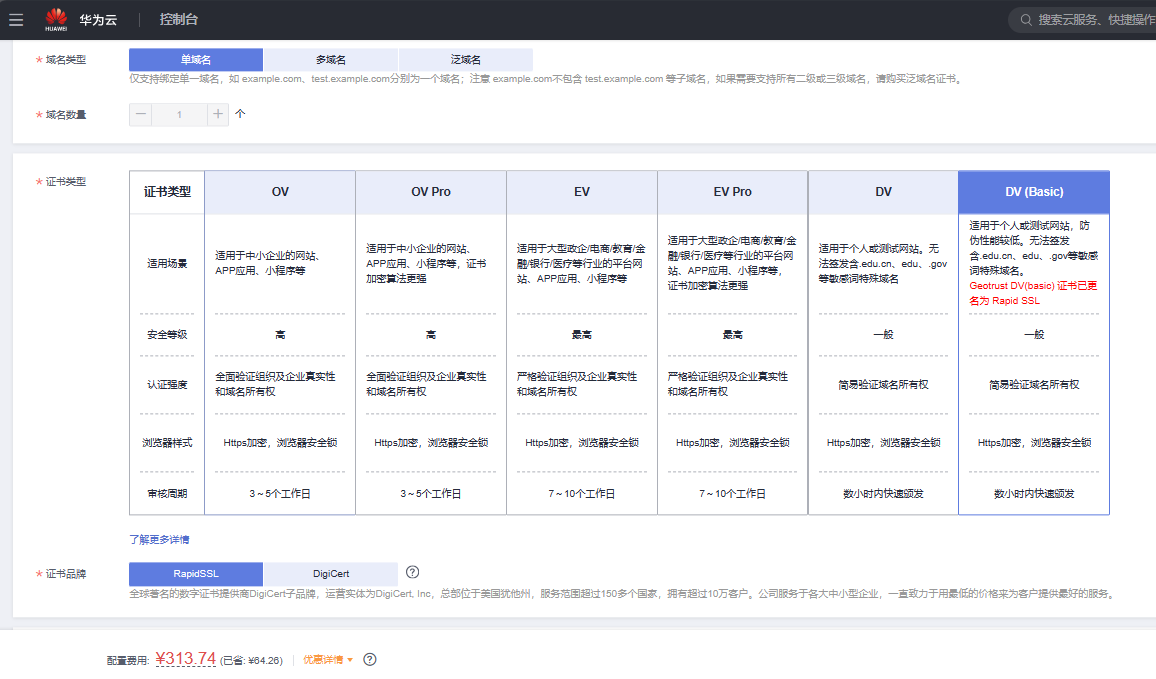 HUAWEI 华为云 控制台 搜索云服务、快捷操作
* 域名类型 单域名 多域名 泛域名
仅支持绑定单一域名，如 example.com、test.example.com分别为一个域名；注意 example.com不包含 test.example.com 等子域名，如果需要支持所有二级或三级域名，请购买泛域名证书。
* 域名数量 — 1 + 个
* 证书类型
证书类型 OV OV Pro EV EV Pro DV DV (Basic)
适用场景
适用于中小企业的网站、
APP应用、小程序等
适用于中小企业的网站、
APP应用、小程序等，证书
加密算法更强
适用于大型政企/电商/教育/金
融/银行/医疗等行业的平台网
站、APP应用、小程序等
适用于大型政企/电商/教育/金
融/银行/医疗等行业的平台网
站、APP应用、小程序等，
证书加密算法更强
适用于个人或测试网站。无
法签发含.edu.cn、edu、.gov
等敏感词特殊域名
适用于个人或测试网站，防
伪性能较低。无法签发
含.edu.cn、edu、.gov等敏感
词特殊域名。
Geotrust DV(basic) 证书已更
名为 Rapid SSL
安全等级 高 高 最高 最高 一般 一般
认证强度
全面验证组织及企业真实性
和域名所有权
全面验证组织及企业真实性
和域名所有权
严格验证组织及企业真实性
和域名所有权
严格验证组织及企业真实性
和域名所有权
简易验证域名所有权
简易验证域名所有权
浏览器样式 Https加密，浏览器安全锁 Https加密，浏览器安全锁 Https加密，浏览器安全锁 Https加密，浏览器安全锁 Https加密，浏览器安全锁 Https加密，浏览器安全锁
审核周期 3～5个工作日 3～5个工作日 7～10个工作日 7～10个工作日 数小时内快速颁发 数小时内快速颁发
了解更多详情
* 证书品牌 RapidSSL DigiCert ?
全球著名的数字证书提供商DigiCert子品牌，运营实体为DigiCert, Inc，总部位于美国犹他州，服务范围超过150多个国家，拥有超过10万客户。公司服务于各大中小型企业，一直致力于用最低的价格来为客户提供最好的服务。
配置费用: ¥313.74 (已省: ¥64.26) 优惠详情 ?